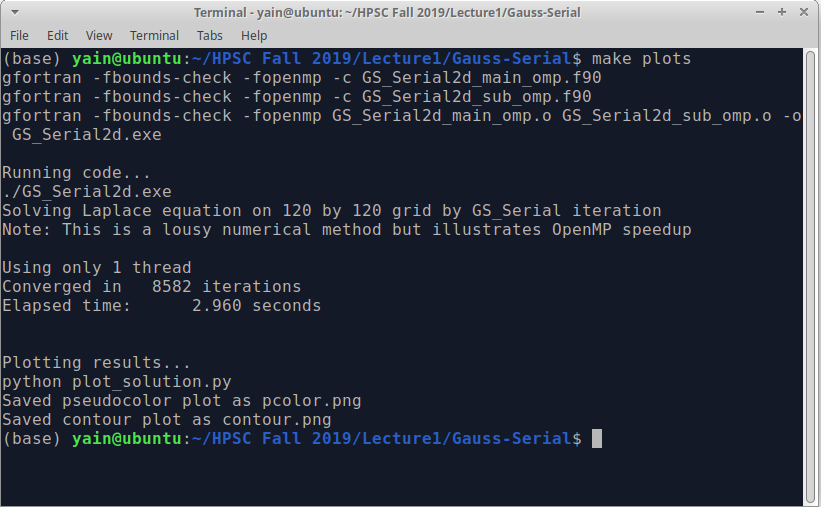 Terminal - yain@ubuntu: ~/HPSC Fall 2019/Lecture1/Gauss-Serial
File Edit View Terminal Tabs Help
(base) yain@ubuntu:~/HPSC Fall 2019/Lecture1/Gauss-Serial$ make plots
gfortran -fbounds-check -fopenmp -c GS_Serial2d_main_omp.f90
gfortran -fbounds-check -fopenmp -c GS_Serial2d_sub_omp.f90
gfortran -fbounds-check -fopenmp GS_Serial2d_main_omp.o GS_Serial2d_sub_omp.o -o
 GS_Serial2d.exe
Running code...
./GS_Serial2d.exe
Solving Laplace equation on 120 by 120 grid by GS_Serial iteration
Note: This is a lousy numerical method but illustrates OpenMP speedup
Using only 1 thread
Converged in   8582 iterations
Elapsed time:      2.960 seconds
Plotting results...
python plot_solution.py
Saved pseudocolor plot as pcolor.png
Saved contour plot as contour.png
(base) yain@ubuntu:~/HPSC Fall 2019/Lecture1/Gauss-Serial$